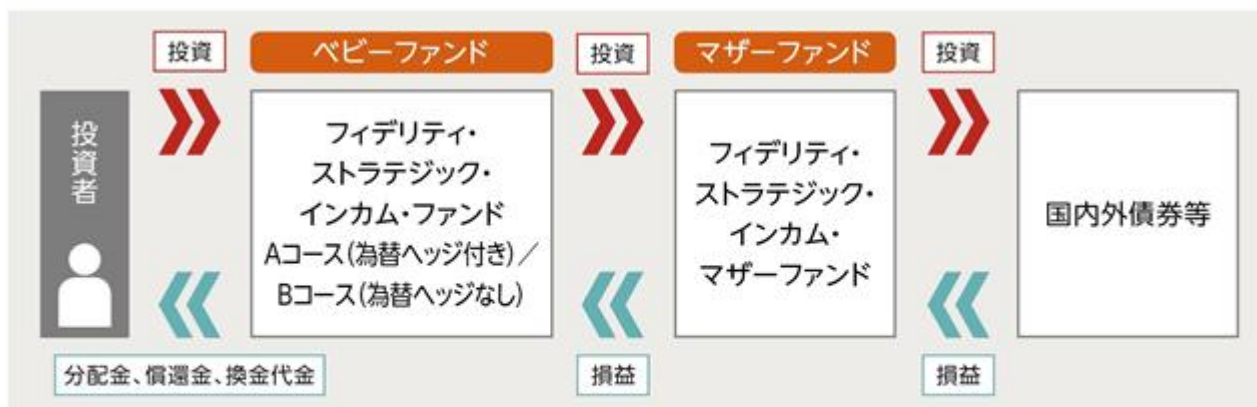 投資
ベビーファンド
投資
マザーファンド
投資
投資者
フィデリティ・
ストラテジック・
インカム・ファンド
Aコース(為替ヘッジ付き)／
Bコース(為替ヘッジなし)
フィデリティ・
ストラテジック・
インカム・
マザーファンド
国内外債券等
分配金、償還金、換金代金
損益
損益